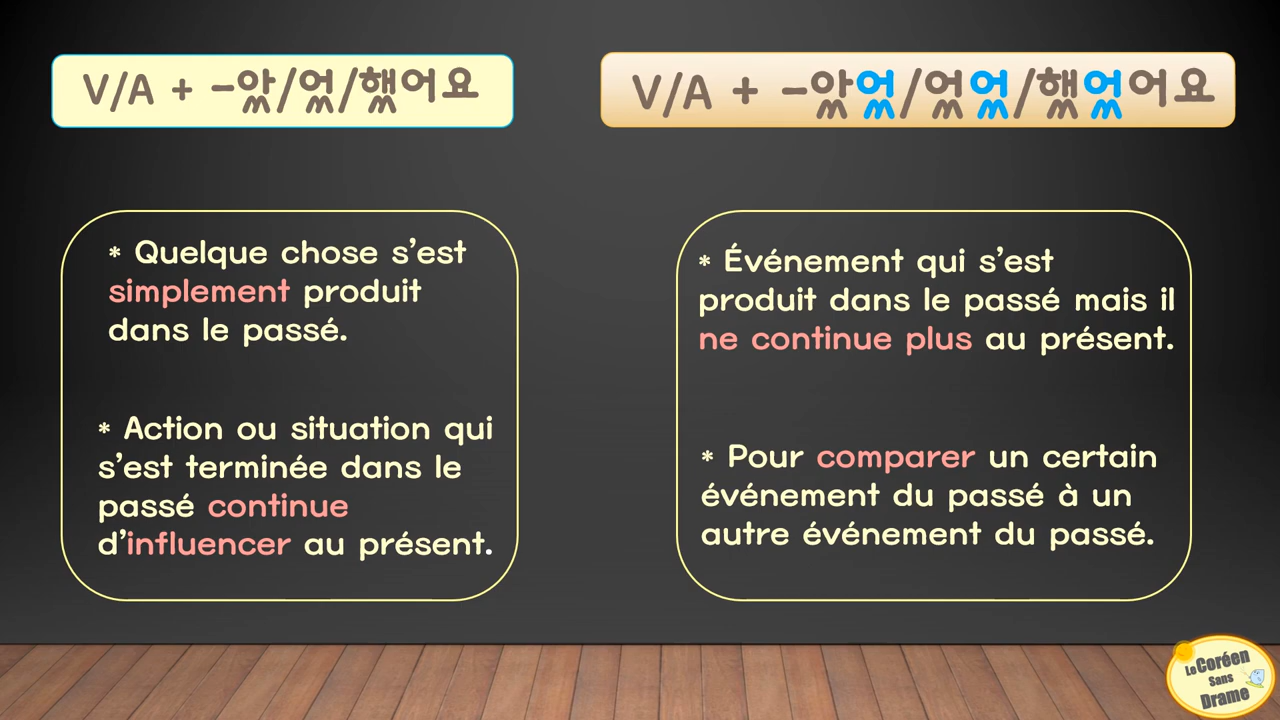 V/A + -았/었/했어요
V/A + -았었/었었/했었어요
* Quelque chose s’est
simplement produit
dans le passé.
* Action ou situation qui
s’est terminée dans le
passé continue
d’influencer au présent.
* Événement qui s’est
produit dans le passé mais il
ne continue plus au présent.
* Pour comparer un certain
événement du passé à un
autre événement du passé.
Le Coréen
Sans
Drame